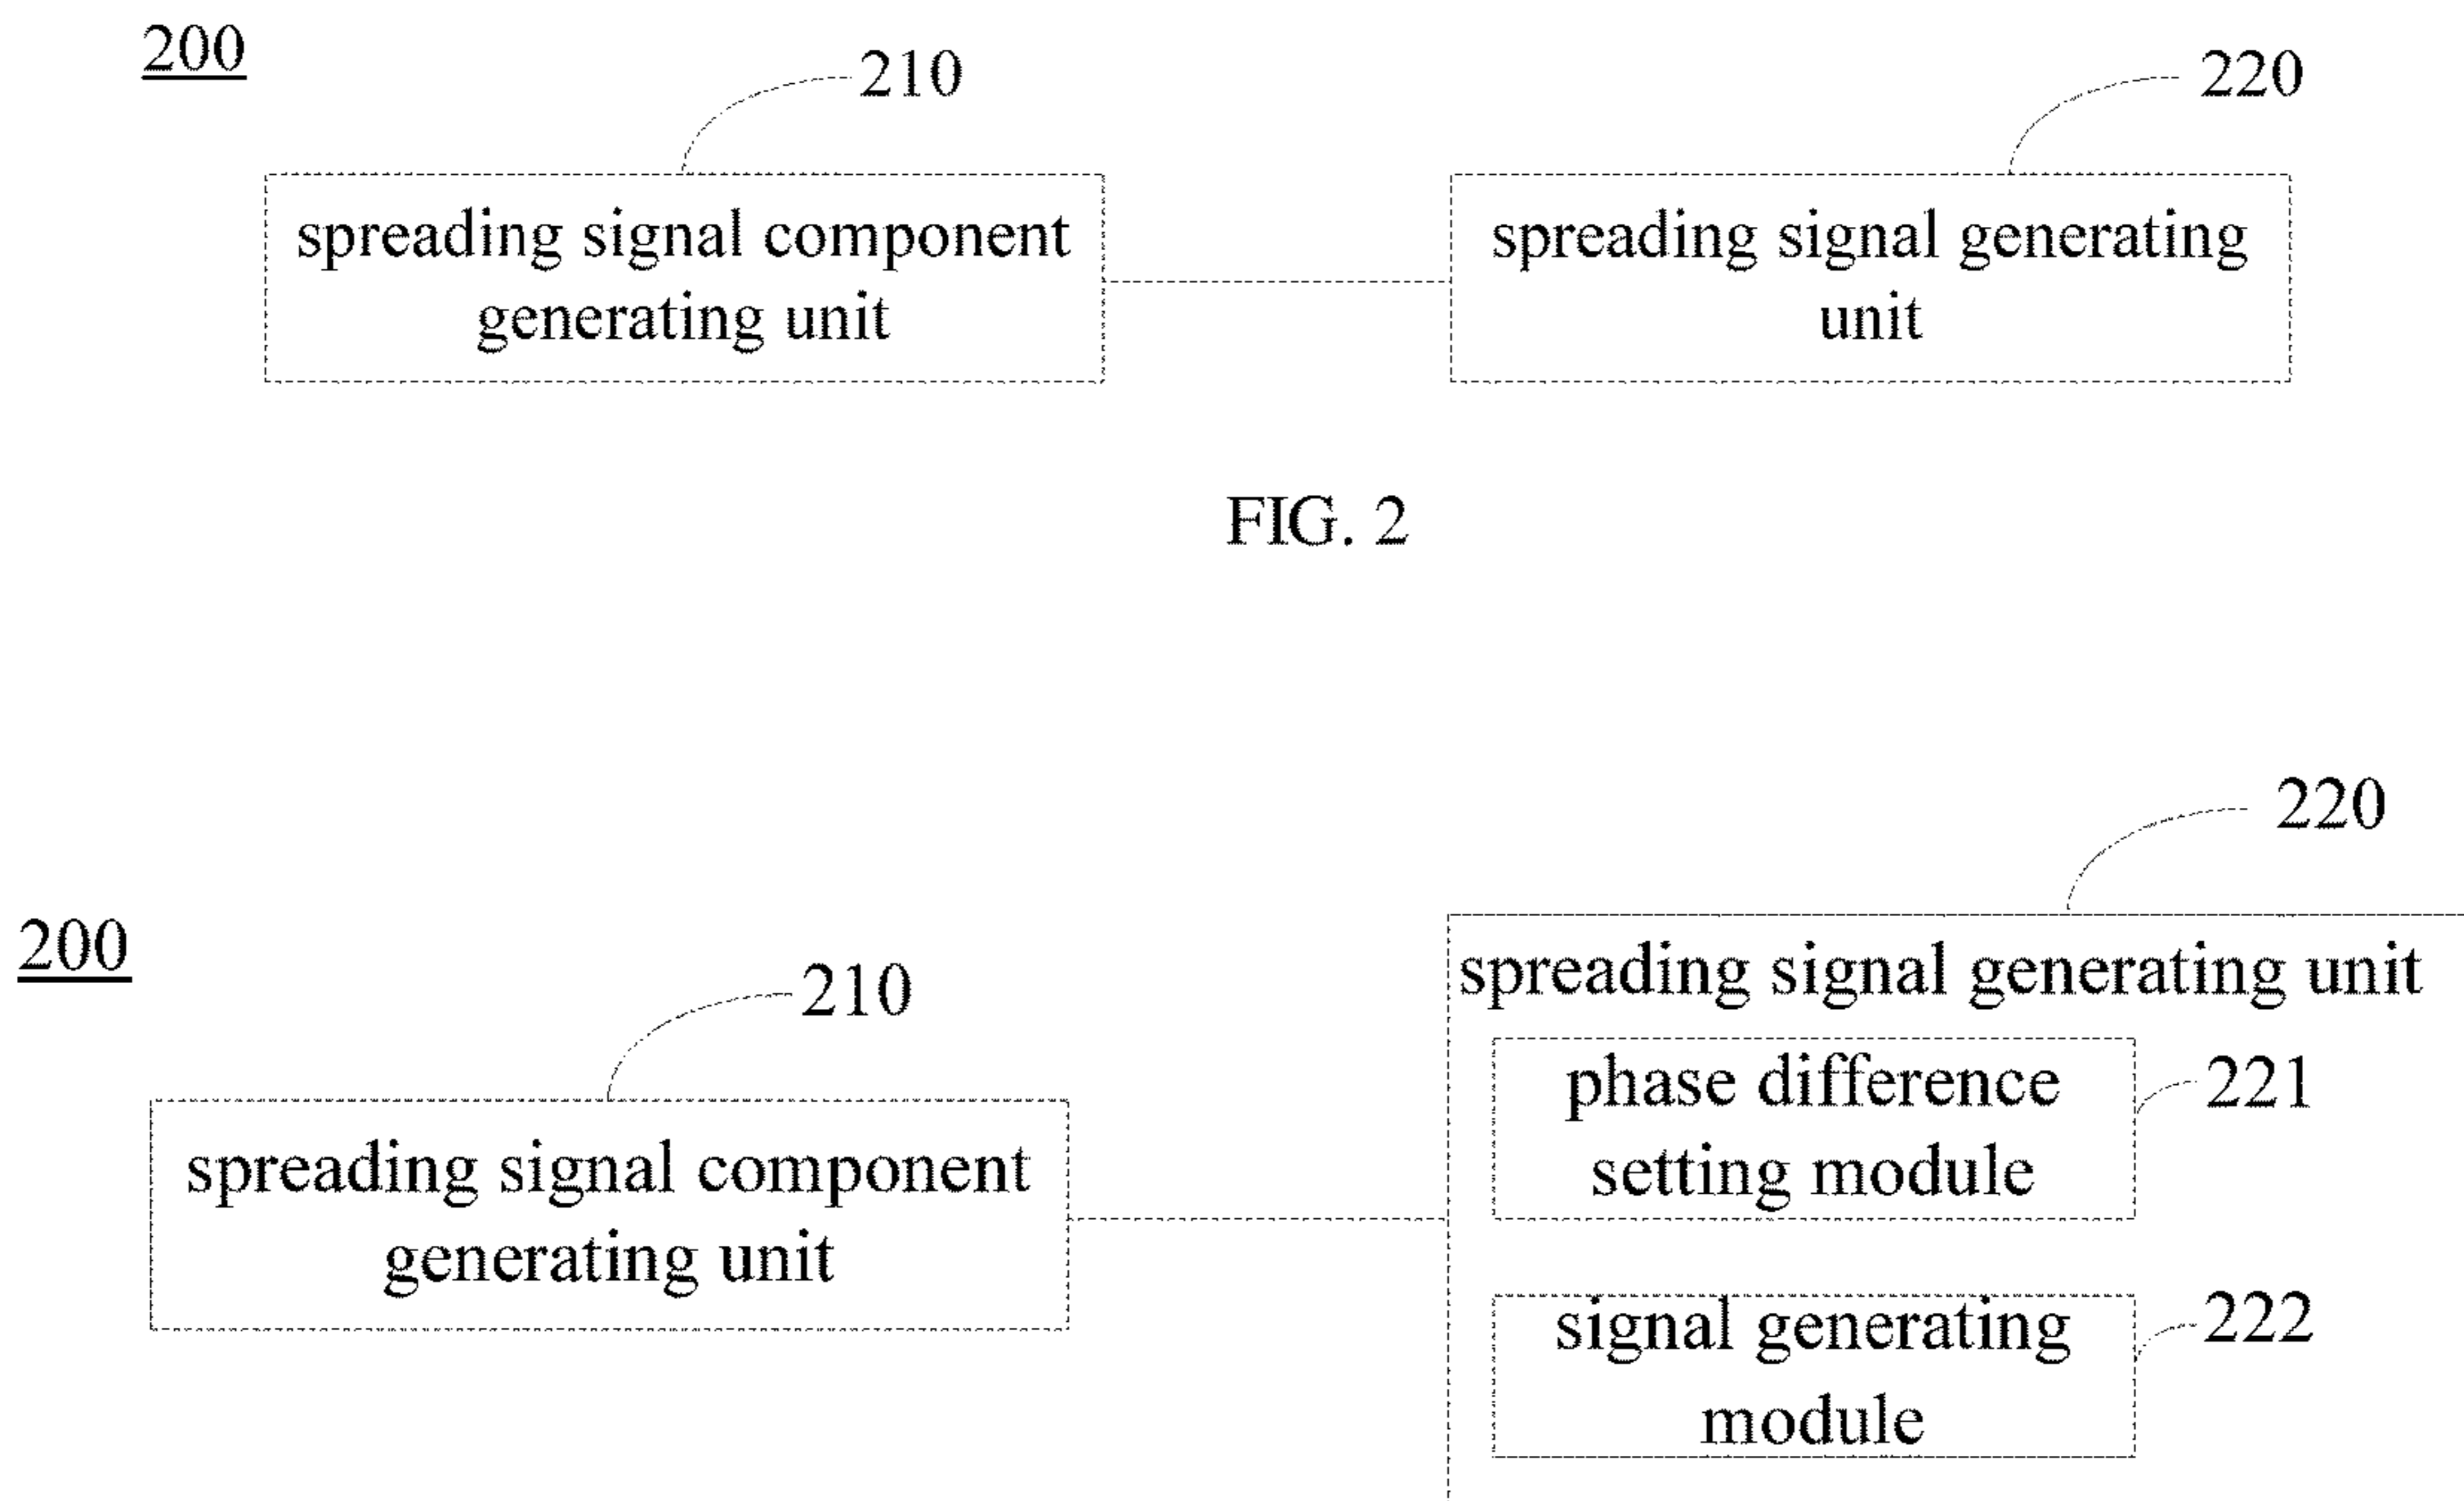 200
210
220
spreading signal component
generating unit
spreading signal generating
unit
FIG. 2
220
200
210
spreading signal generating unit
spreading signal component
generating unit
phase difference
setting module
221
signal generating
module
222